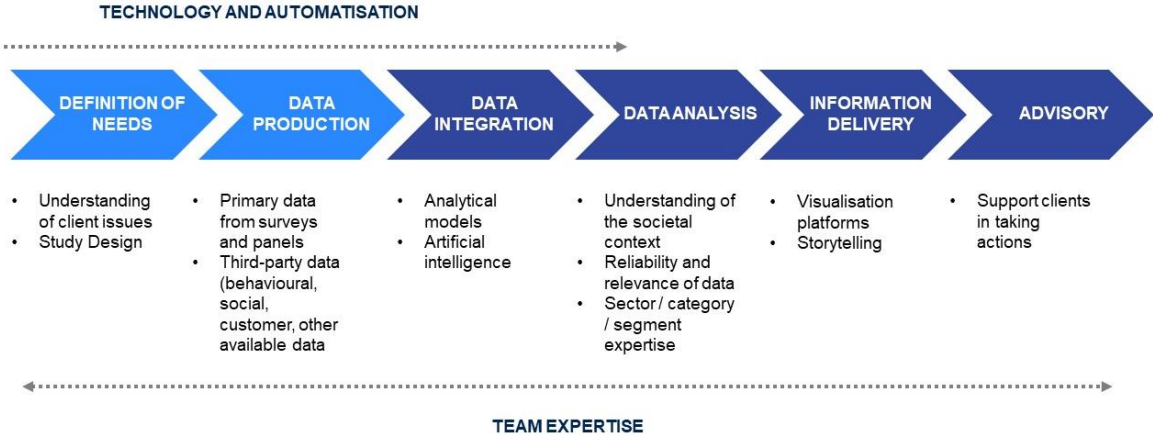 TECHNOLOGY AND AUTOMATISATION
DEFINITION OF
NEEDS
DATA
PRODUCTION
DATA
INTEGRATION
DATA ANALYSIS
INFORMATION
DELIVERY
ADVISORY
• Understanding
of client issues
• Study Design
• Primary data
from surveys
and panels
• Third-party data
(behavioural,
social,
customer, other
available data
• Analytical
models
• Artificial
intelligence
• Understanding of
the societal
context
• Reliability and
relevance of data
• Sector / category
/ segment
expertise
• Visualisation
platforms
• Storytelling
• Support clients
in taking
actions
TEAM EXPERTISE